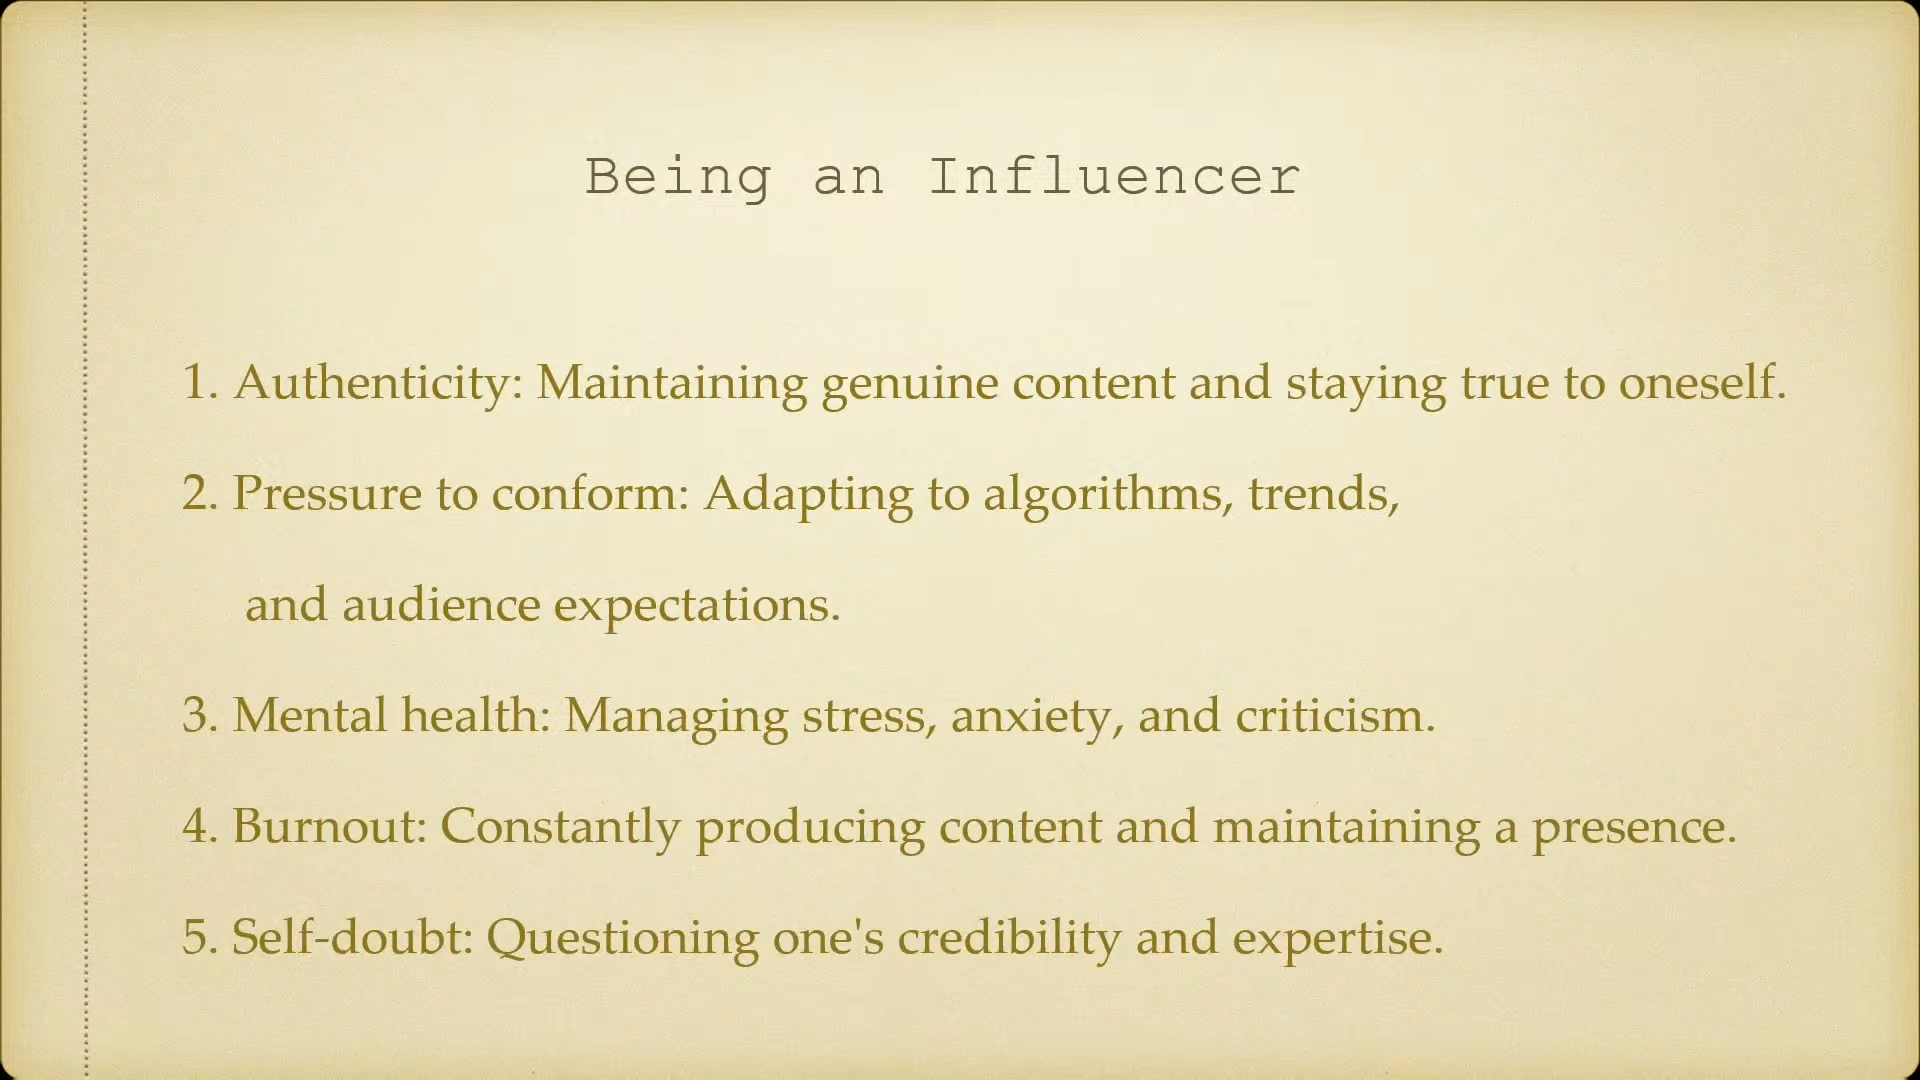 Being an Influencer
1. Authenticity: Maintaining genuine content and staying true to oneself.
2. Pressure to conform: Adapting to algorithms, trends,
and audience expectations.
3. Mental health: Managing stress, anxiety, and criticism.
4. Burnout: Constantly producing content and maintaining a presence.
5. Self-doubt: Questioning one's credibility and expertise.